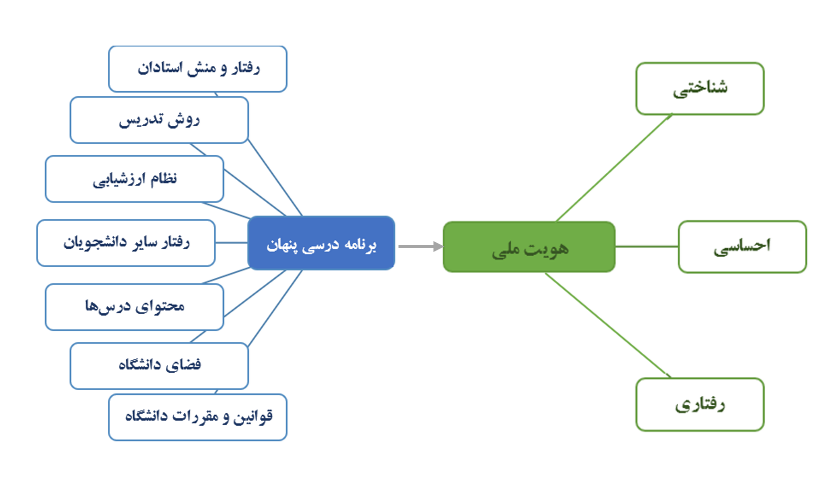 رفتار و منش استادان
روش تدریس
نظام ارزشیابی
رفتار سایر دانشجویان
محتوای درس‌ها
فضای دانشگاه
قوانین و مقررات دانشگاه
برنامه درسی پنهان
هویت ملی
شناختی
احساسی
رفتاری